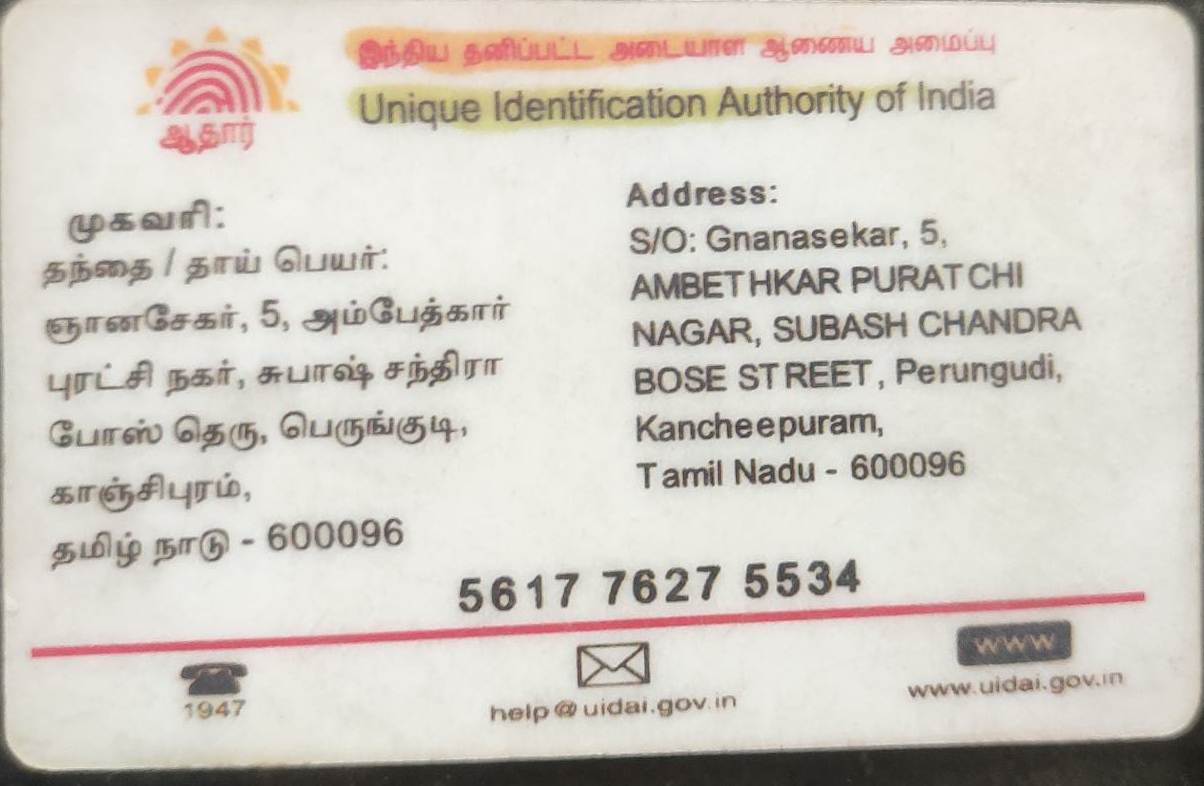 இந்திய தனிப்பட்ட அடையாள ஆணைய அமைப்பு
Unique Identification Authority of India
ஆதார்
முகவரி:
தந்தை / தாய் பெயர்:
ஞானசேகர், 5, அம்பேத்கார்
புரட்சி நகர், சுபாஷ் சந்திரா
போஸ் தெரு, பெருங்குடி,
காஞ்சிபுரம்,
தமிழ் நாடு - 600096
Address:
S/O: Gnanasekar, 5,
AMBETHKAR PURATCHI
NAGAR, SUBASH CHANDRA
BOSE STREET, Perungudi,
Kancheepuram,
Tamil Nadu - 600096
5617 7627 5534
1947
help@uidai.gov.in
www
www.uidai.gov.in